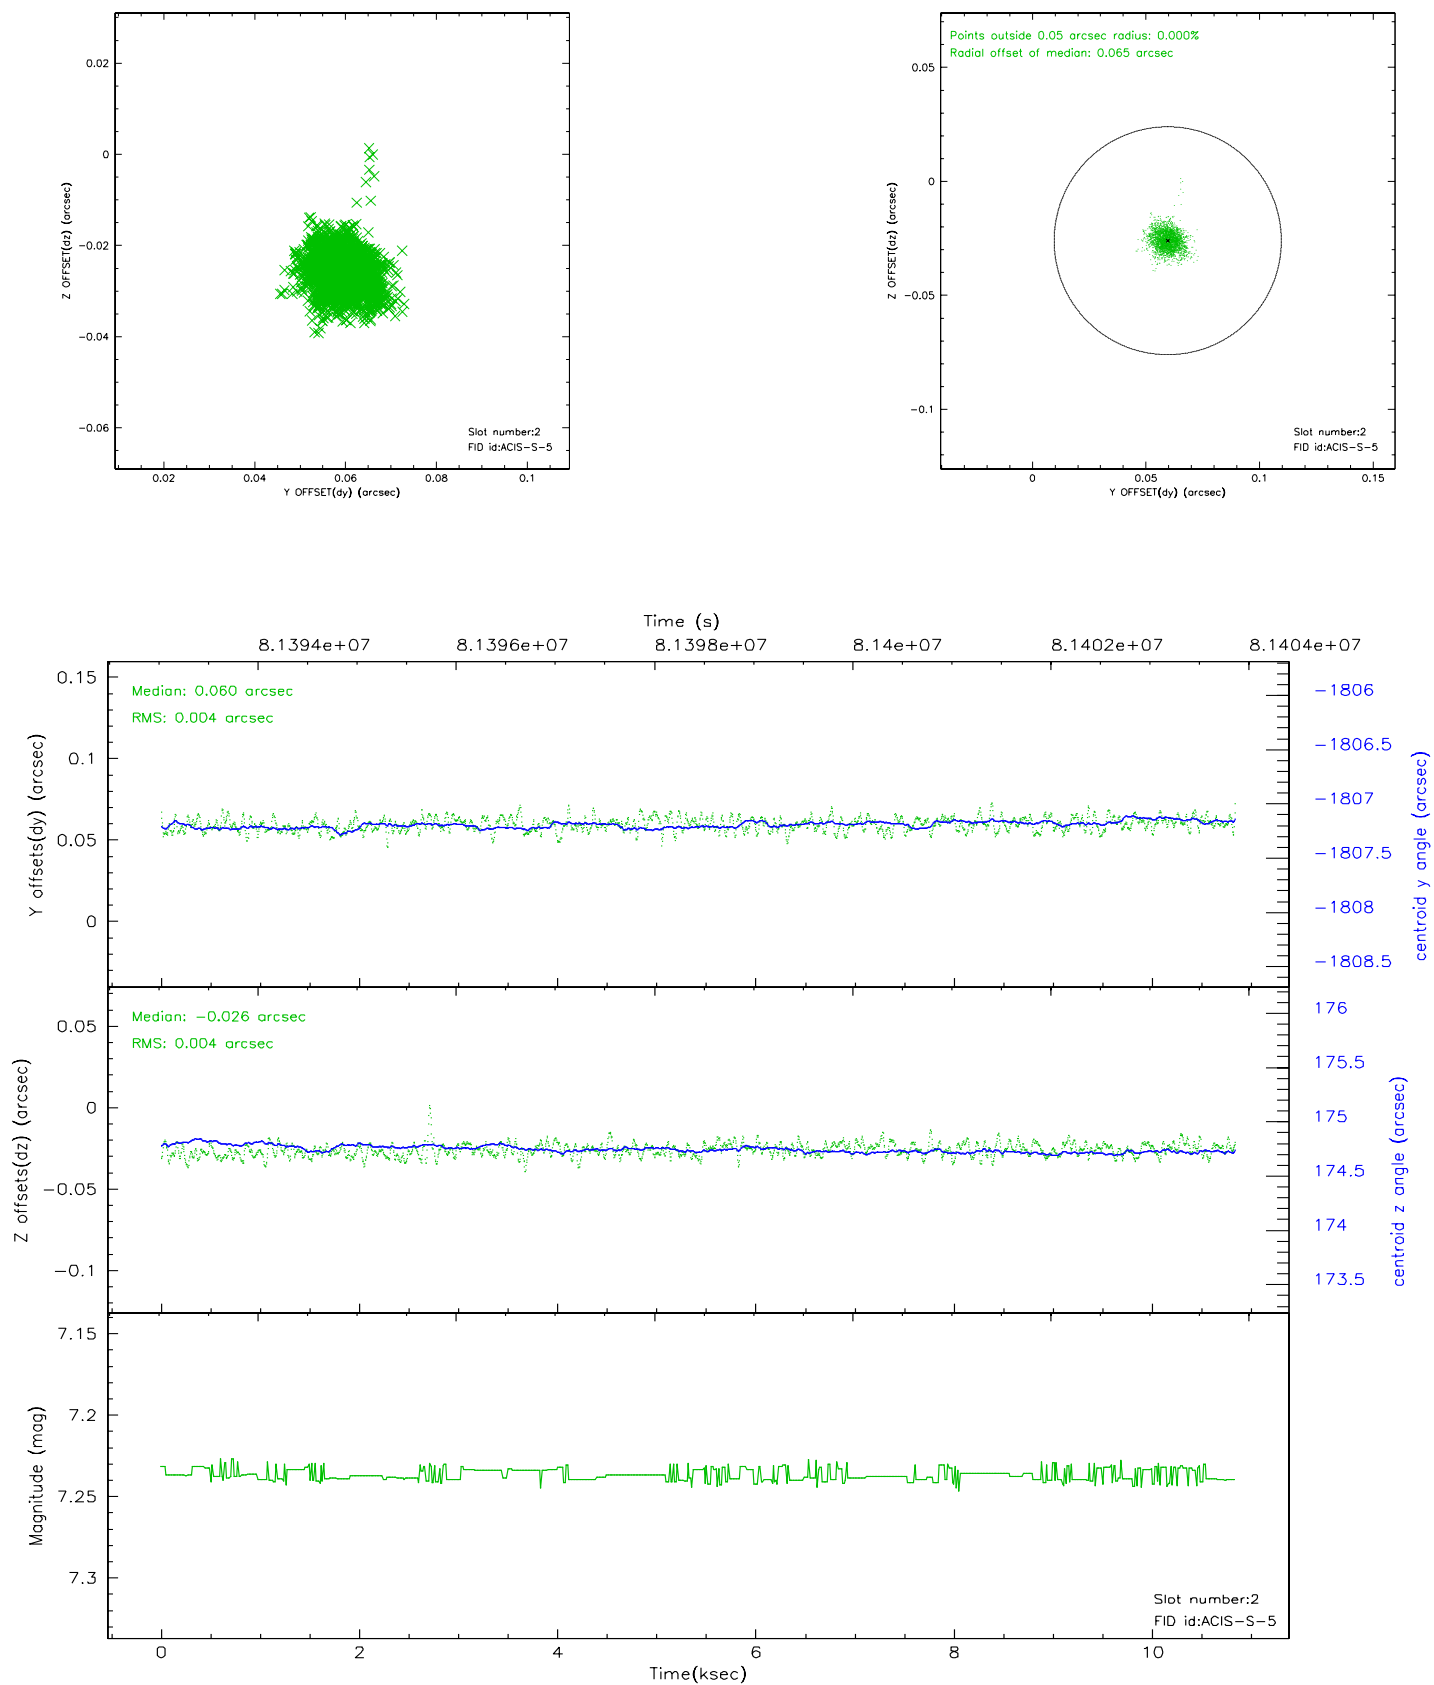 0.02
0
-0.02
-0.04
-0.06
Z OFFSET(dz) (arcsec)
Slot number:2
FID id:ACIS-S-5
0.02 0.04 0.06 0.08 0.1
Y OFFSET(dy) (arcsec)
Points outside 0.05 arcsec radius: 0.000%
Radial offset of median: 0.065 arcsec
0.05
0
-0.05
-0.1
Z OFFSET(dz) (arcsec)
Slot number:2
FID id:ACIS-S-5
0 0.05 0.1 0.15
Y OFFSET(dy) (arcsec)
Time (s)
8.1394e+07 8.1396e+07 8.1398e+07 8.14e+07 8.1402e+07 8.1404e+07
Median: 0.060 arcsec
RMS: 0.004 arcsec
0.15
0.1
0.05
0
Y offsets(dy) (arcsec)
-1806
-1806.5
-1807
-1807.5
-1808
-1808.5
centroid y angle (arcsec)
Median: -0.026 arcsec
RMS: 0.004 arcsec
0.05
0
-0.05
-0.1
Z offsets(dz) (arcsec)
176
175.5
175
174.5
174
173.5
centroid z angle (arcsec)
7.15
7.2
7.25
7.3
Magnitude (mag)
Slot number:2
FID id:ACIS-S-5
0 2 4 6 8 10
Time(ksec)